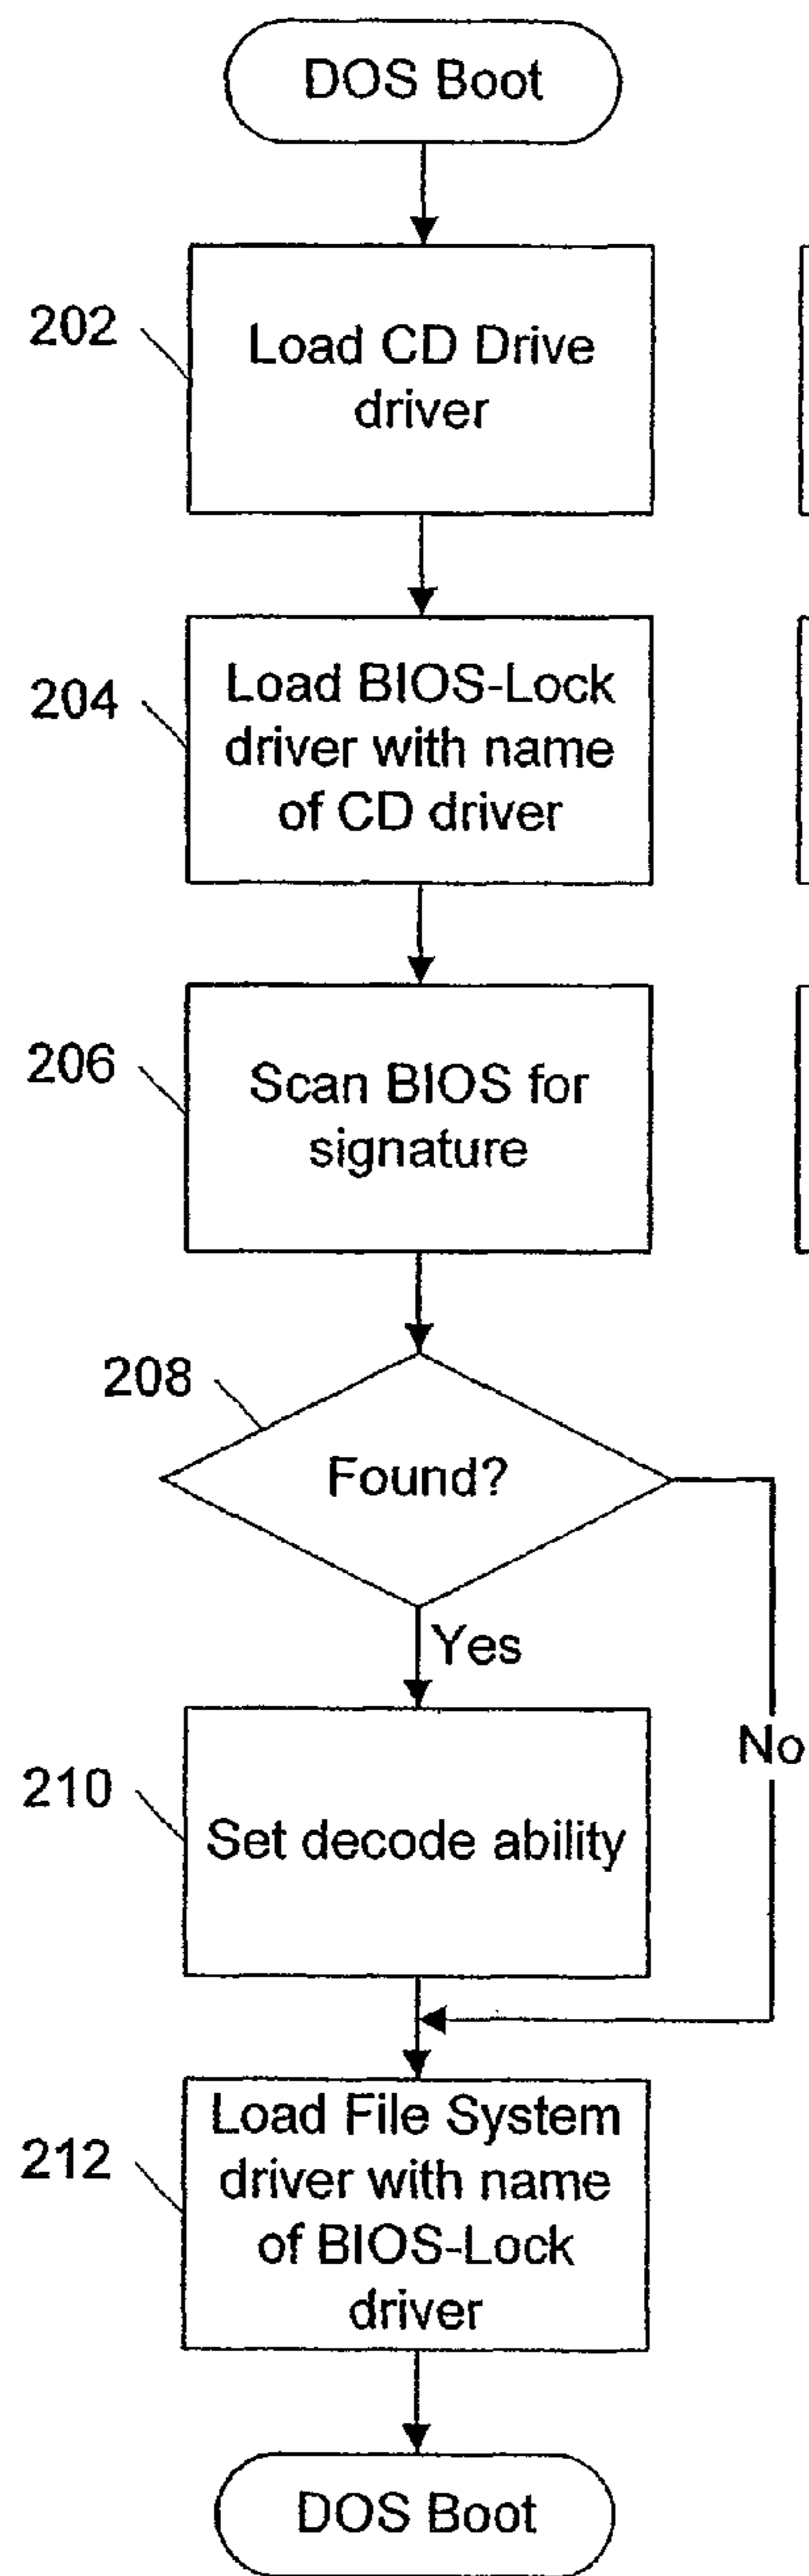 DOS Boot
202
Load CD Drive
driver
204
Load BIOS-Lock
driver with name
of CD driver
206
Scan BIOS for
signature
208
Found?
Yes
No
210
Set decode ability
212
Load File System
driver with name
of BIOS-Lock
driver
DOS Boot